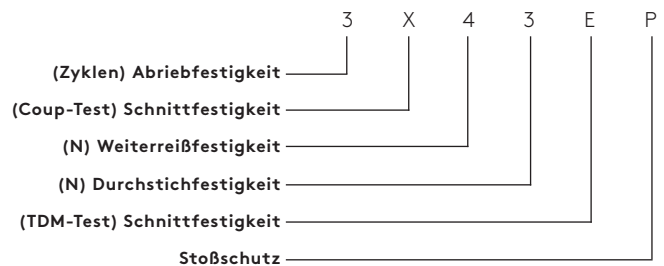 3 X 4 3 E P
(Zyklen) Abriebfestigkeit
(Coup-Test) Schnittfestigkeit
(N) Weiterreißfestigkeit
(N) Durchstichfestigkeit
(TDM-Test) Schnittfestigkeit
Stoßschutz